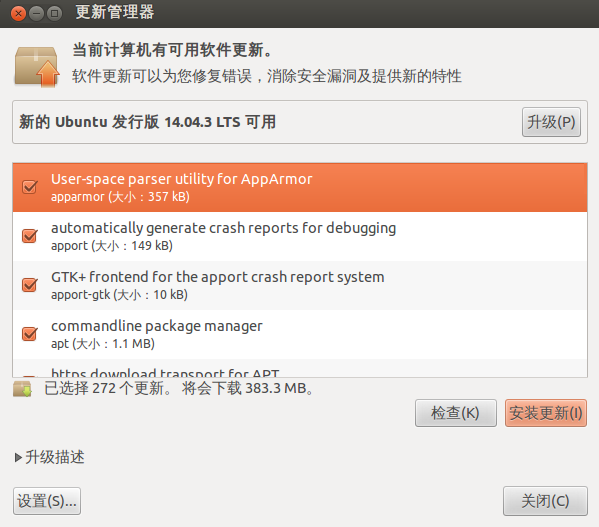 更新管理器
当前计算机有可用软件更新。
软件更新可以为您修复错误，消除安全漏洞及提供新的特性
新的 Ubuntu 发行版 14.04.3 LTS 可用
升级(P)
User-space parser utility for AppArmor
apparmor (大小：357 kB)
automatically generate crash reports for debugging
apport (大小：149 kB)
GTK+ frontend for the apport crash report system
apport-gtk (大小：10 kB)
commandline package manager
apt (大小：1.1 MB)
https download transport for APT
已选择 272 个更新。 将会下载 383.3 MB。
检查(K)
安装更新(I)
升级描述
设置(S)...
关闭(C)